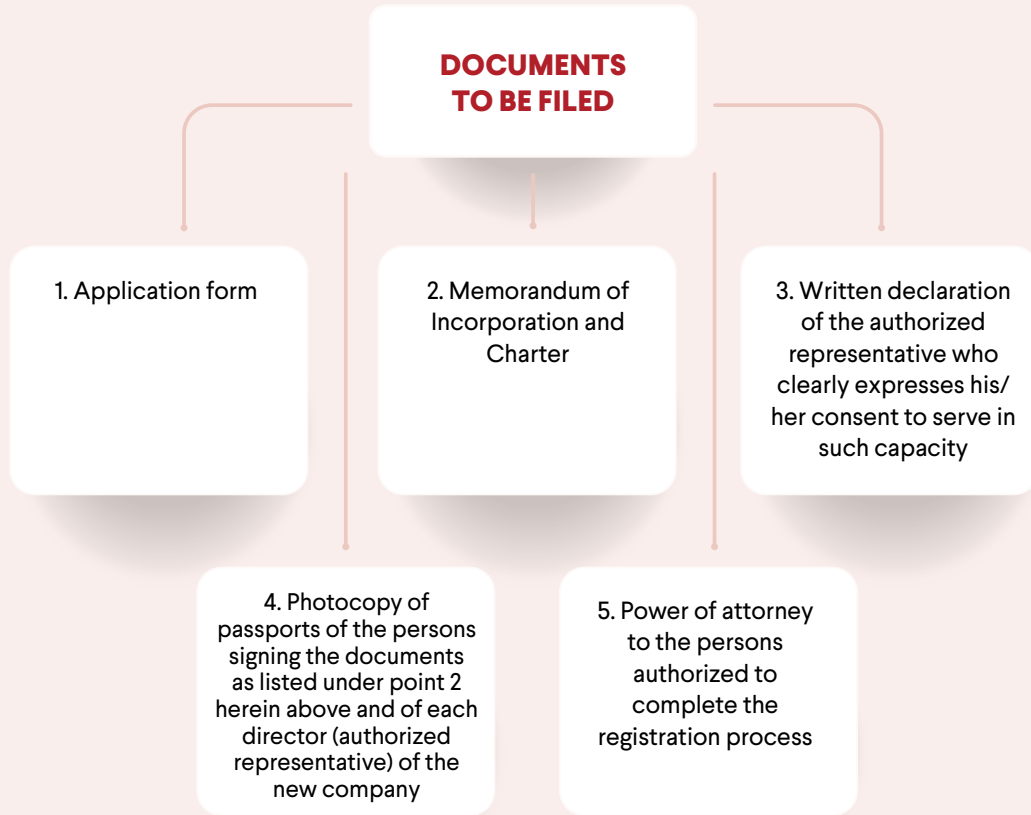 DOCUMENTS
TO BE FILED
1. Application form
2. Memorandum of
Incorporation and
Charter
3. Written declaration
of the authorized
representative who
clearly expresses his/
her consent to serve in
such capacity
4. Photocopy of
passports of the persons
signing the documents
as listed under point 2
herein above and of each
director (authorized
representative) of the
new company
5. Power of attorney
to the persons
authorized to
complete the
registration process